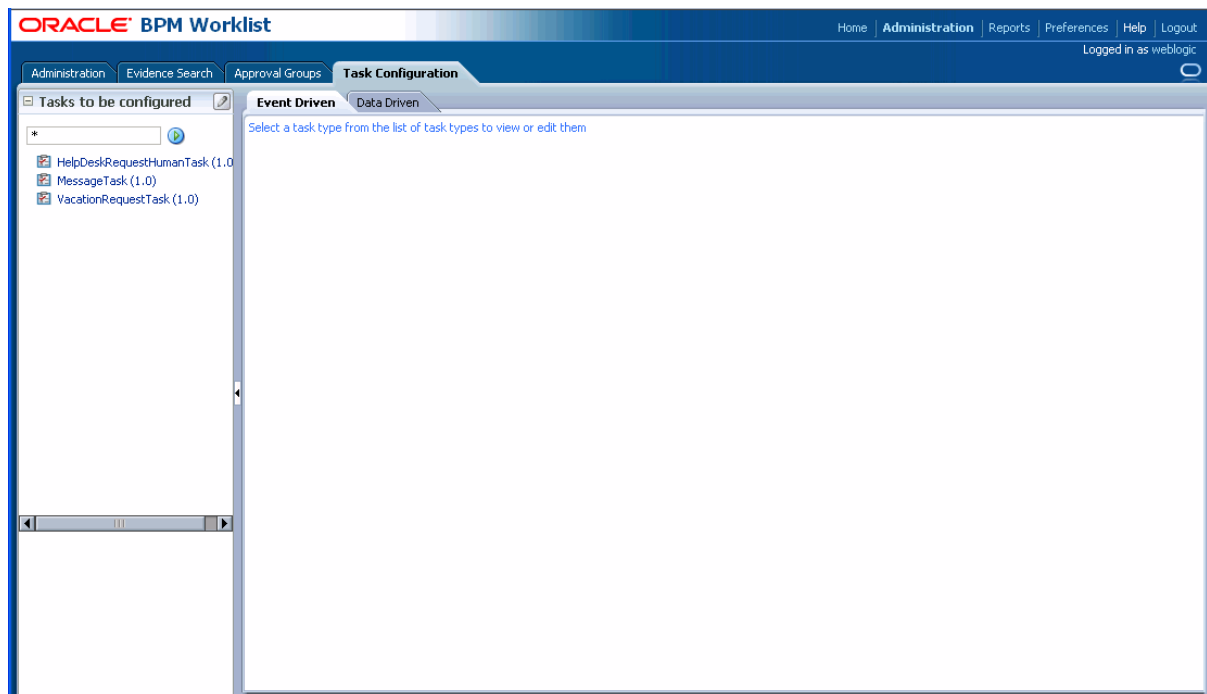 ORACLE BPM Worklist
Home Administration Reports Preferences Help Logout
Logged in as weblogic
Administration Evidence Search Approval Groups Task Configuration
Tasks to be configured
Event Driven Data Driven
Select a task type from the list of task types to view or edit them
*
HelpDeskRequestHumanTask (1.0
MessageTask (1.0)
VacationRequestTask (1.0)